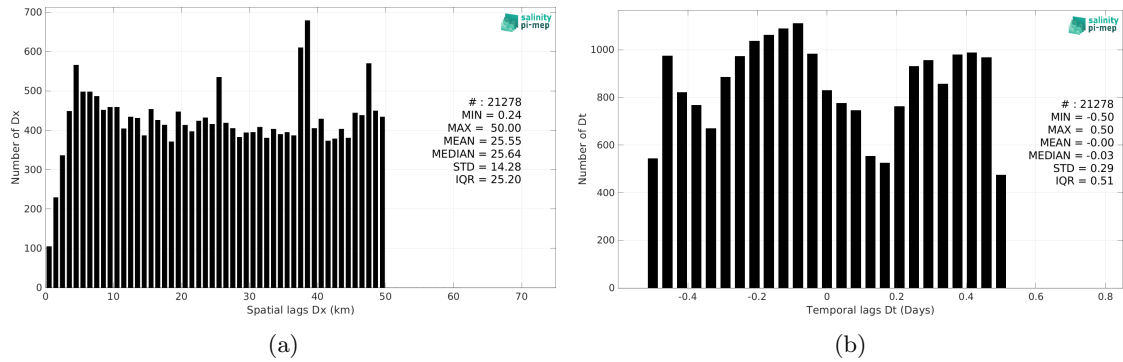 700
600
500
400
300
200
100
0
Number of Dx
0 10 20 30 40 50 60 70
Spatial lags Dx (km)
salinity
pi-mep
# : 21278
MIN = 0.24
MAX = 50.00
MEAN = 25.55
MEDIAN = 25.64
STD = 14.28
IQR = 25.20
(a)
1000
800
600
400
200
0
Number of Dt
-0.4 -0.2 0 0.2 0.4 0.6 0.8
Temporal lags Dt (Days)
salinity
pi-mep
# : 21278
MIN = -0.50
MAX = 0.50
MEAN = -0.00
MEDIAN = -0.03
STD = 0.29
IQR = 0.51
(b)